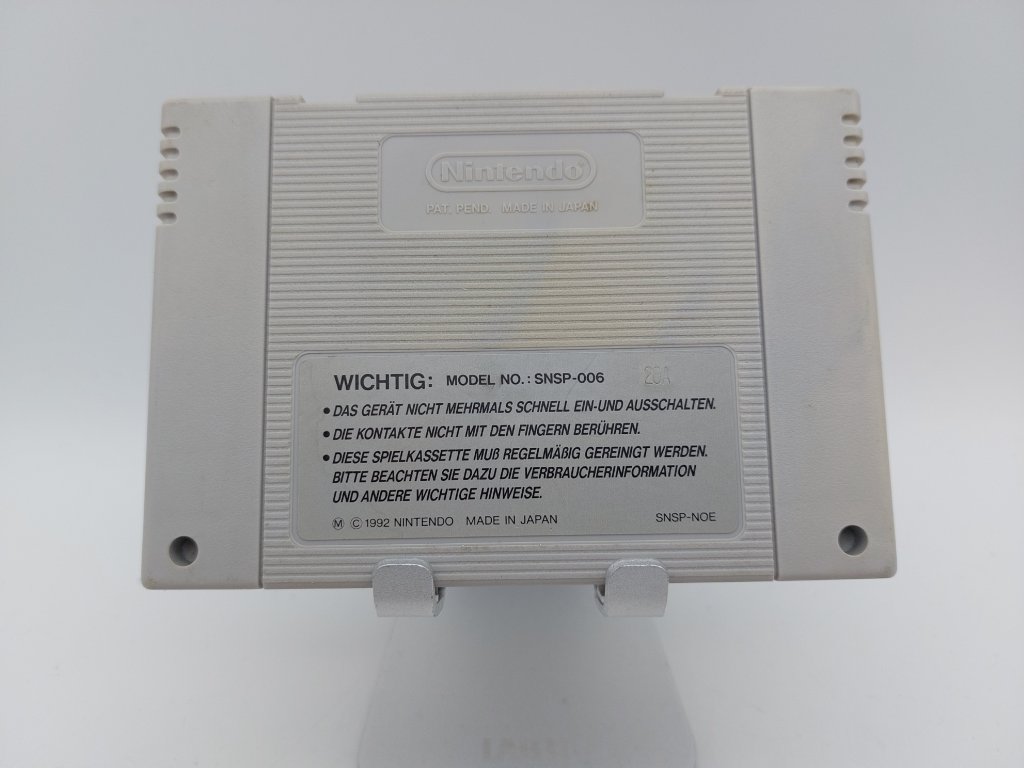 Nintendo
PAT. PEND. MADE IN JAPAN
WICHTIG: MODEL NO.: SNSP-006 20A
• DAS GERÄT NICHT MEHRMALS SCHNELL EIN-UND AUSSCHALTEN.
• DIE KONTAKTE NICHT MIT DEN FINGERN BERÜHREN.
• DIESE SPIELKASSETTE MUß REGELMÄßIG GEREINIGT WERDEN.
BITTE BEACHTEN SIE DAZU DIE VERBRAUCHERINFORMATION
UND ANDERE WICHTIGE HINWEISE.
Ⓜ © 1992 NINTENDO MADE IN JAPAN SNSP-NOE